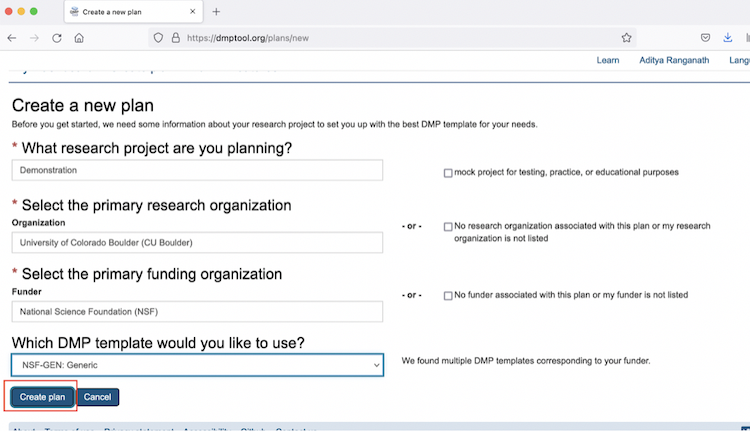 Create a new plan
https://dmptool.org/plans/new
Learn Aditya Ranganath
Create a new plan
Before you get started, we need some information about your research project to set you up with the best DMP template for your needs.
* What research project are you planning?
Demonstration
mock project for testing, practice, or educational purposes
* Select the primary research organization
Organization
- or -
No research organization associated with this plan or my research
organization is not listed
University of Colorado Boulder (CU Boulder)
* Select the primary funding organization
Funder
- or -
No funder associated with this plan or my funder is not listed
National Science Foundation (NSF)
Which DMP template would you like to use?
NSF-GEN: Generic
We found multiple DMP templates corresponding to your funder.
Create plan
Cancel